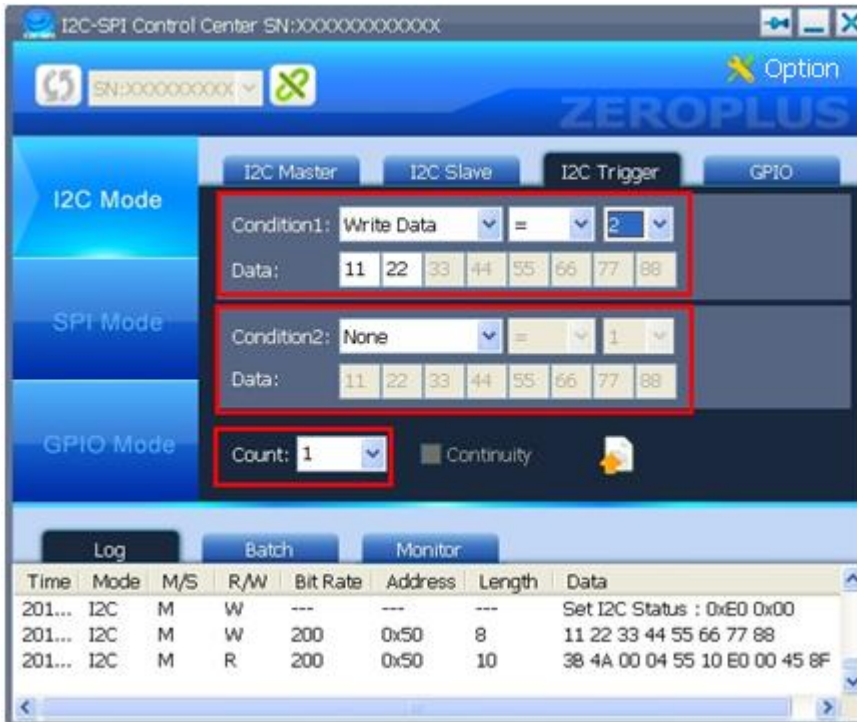 I2C-SPI Control Center SN:XXXXXXXXXXXXX
SN:XXXXXXXXX
Option
ZEROPLUS
I2C Mode
SPI Mode
GPIO Mode
I2C Master I2C Slave I2C Trigger GPIO
Condition1: Write Data = 2
Data: 11 22 33 44 55 66 77 88
Condition2: None = 1
Data: 11 22 33 44 55 66 77 88
Count: 1 Continuity
Log Batch Monitor
Time Mode M/S R/W Bit Rate Address Length Data
201... I2C M W --- --- --- Set I2C Status : 0xE0 0x00
201... I2C M W 200 0x50 8 11 22 33 44 55 66 77 88
201... I2C M R 200 0x50 10 38 4A 00 04 55 10 E0 00 45 8F